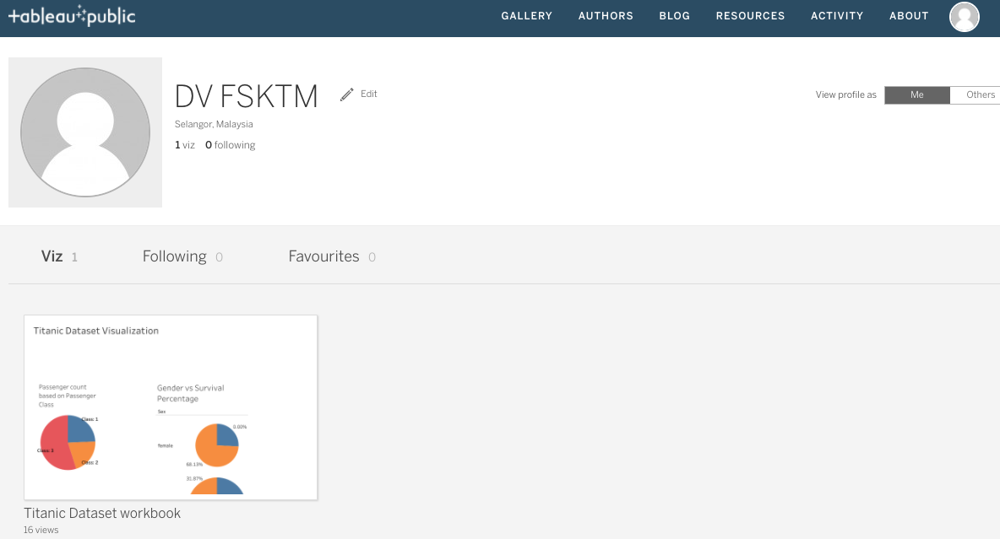 tableau public
GALLERY AUTHORS BLOG RESOURCES ACTIVITY ABOUT
DV FSKTM
Edit
View profile as Me Others
Selangor, Malaysia
1 viz 0 following
Viz 1 Following 0 Favourites 0
Titanic Dataset Visualization
Passenger count
based on Passenger
Class
Class: 1
Class: 3
Class: 2
Gender vs Survival
Percentage
Sex
0.00%
female
68.13%
31.87%
Titanic Dataset workbook
16 views